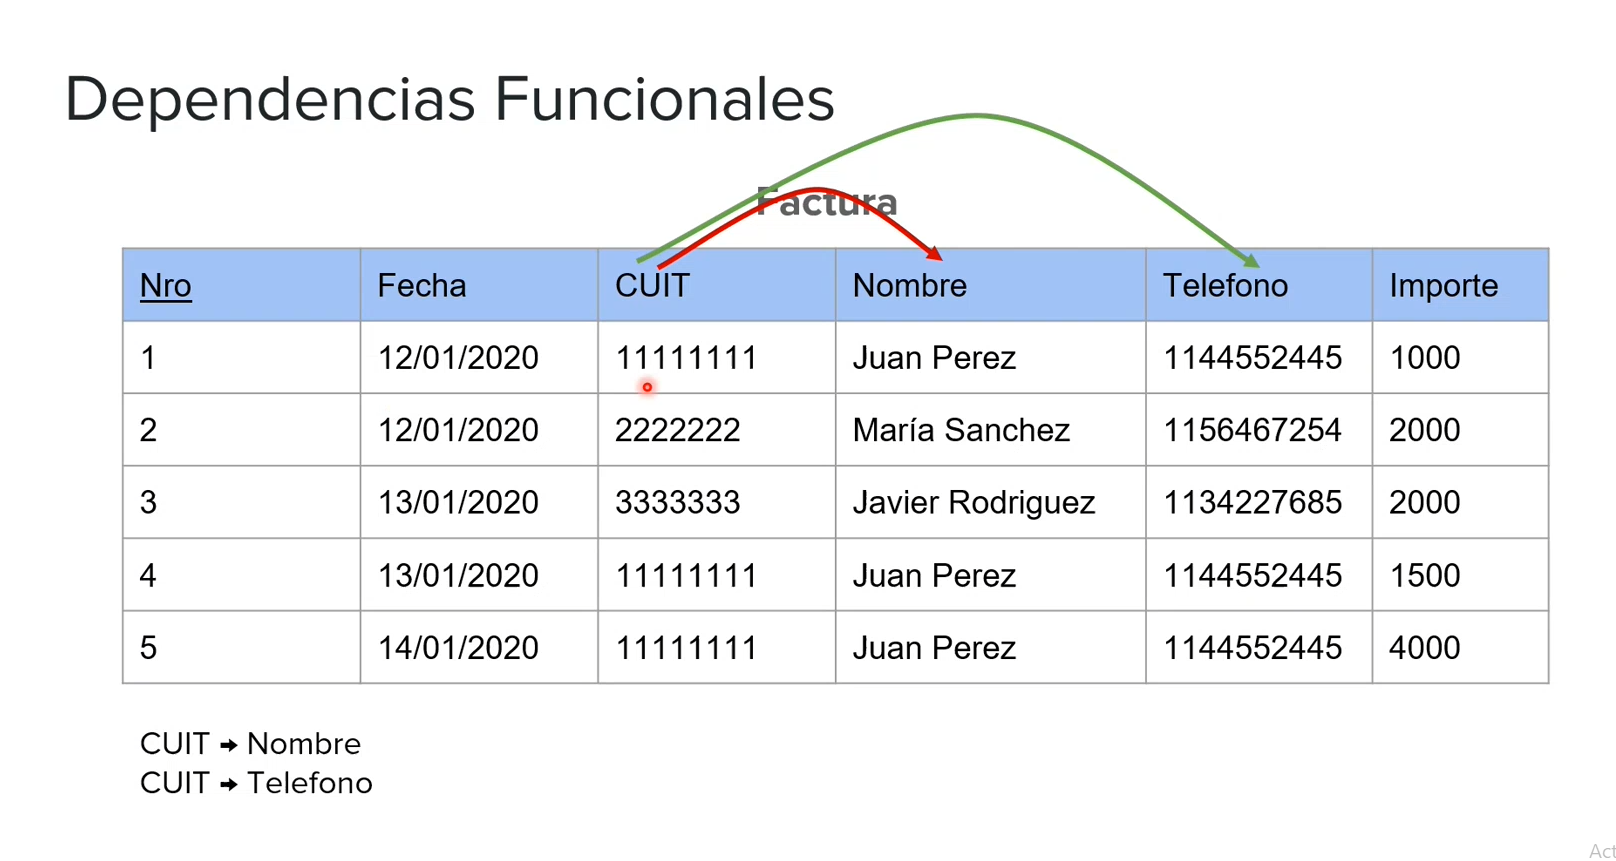 Dependencias Funcionales
Factura
Nro Fecha CUIT Nombre Telefono Importe
1 12/01/2020 11111111 Juan Perez 1144552445 1000
2 12/01/2020 2222222 María Sanchez 1156467254 2000
3 13/01/2020 3333333 Javier Rodriguez 1134227685 2000
4 13/01/2020 11111111 Juan Perez 1144552445 1500
5 14/01/2020 11111111 Juan Perez 1144552445 4000
CUIT → Nombre
CUIT → Telefono
Act